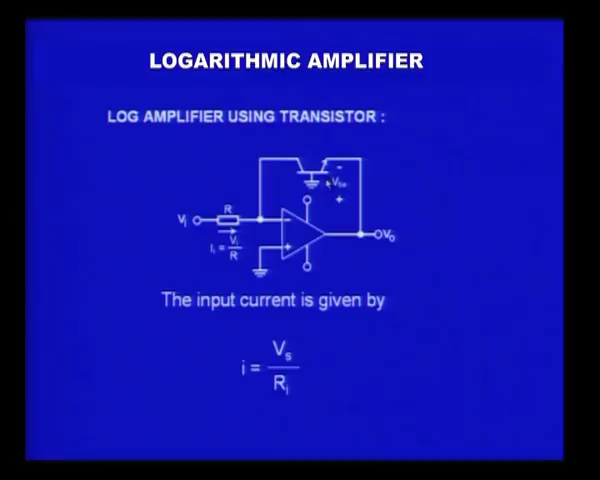 LOGARITHMIC AMPLIFIER
LOG AMPLIFIER USING TRANSISTOR :
−
Vbe
+
R
Vi
−
Vo
Ii = Vi / R
+
The input current is given by
i = Vs / Ri